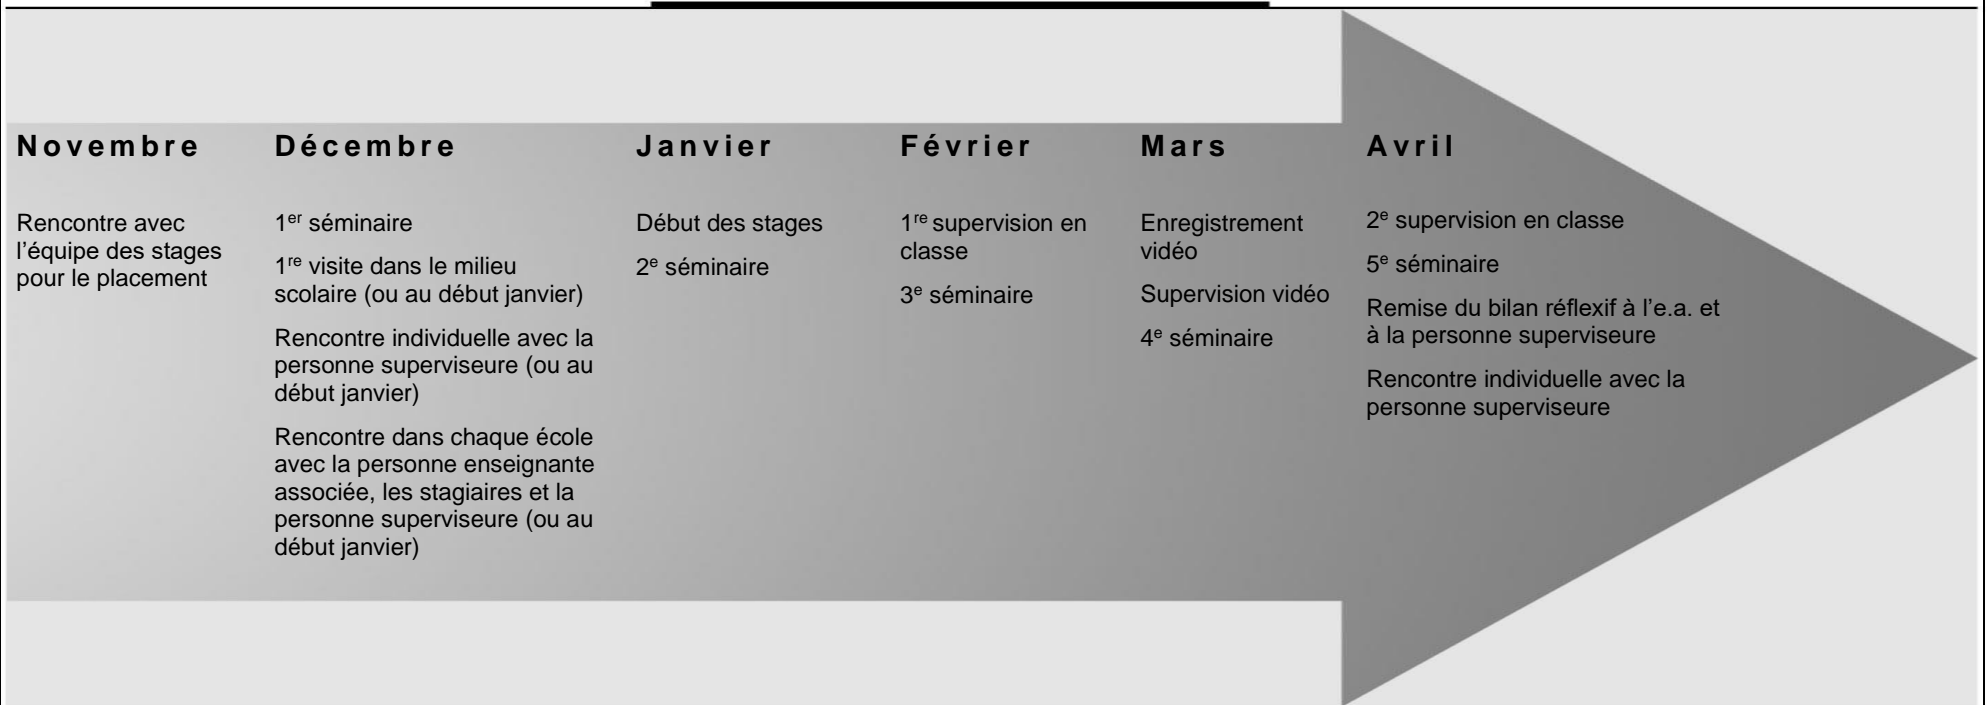 Novembre
Rencontre avec
l’équipe des stages
pour le placement
Décembre
1er séminaire
1re visite dans le milieu
scolaire (ou au début janvier)
Rencontre individuelle avec la
personne superviseure (ou au
début janvier)
Rencontre dans chaque école
avec la personne enseignante
associée, les stagiaires et la
personne superviseure (ou au
début janvier)
Janvier
Début des stages
2e séminaire
Février
1re supervision en
classe
3e séminaire
Mars
Enregistrement
vidéo
Supervision vidéo
4e séminaire
Avril
2e supervision en classe
5e séminaire
Remise du bilan réflexif à l’e.a. et
à la personne superviseure
Rencontre individuelle avec la
personne superviseure